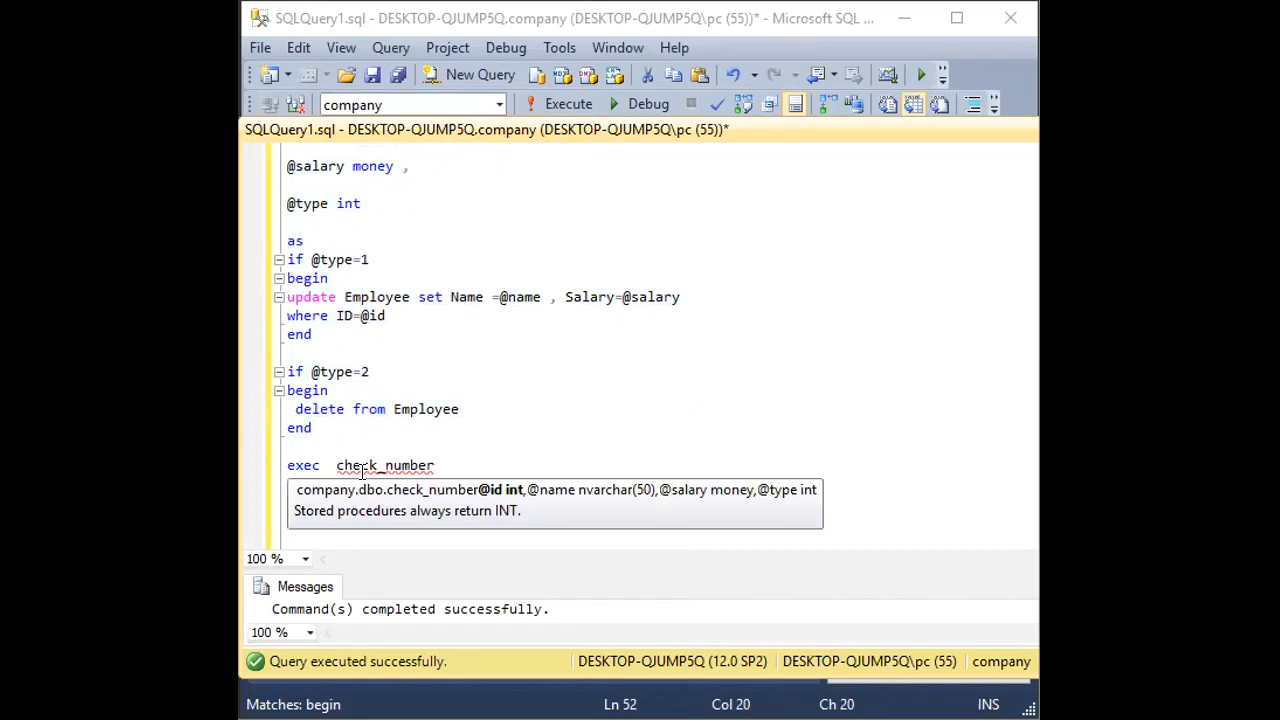 SQLQuery1.sql - DESKTOP-QJUMP5Q.company (DESKTOP-QJUMP5Q\pc (55))* - Microsoft SQL ...
File Edit View Query Project Debug Tools Window Help
New Query
company Execute Debug
SQLQuery1.sql - DESKTOP-QJUMP5Q.company (DESKTOP-QJUMP5Q\pc (55))*
@salary money ,
@type int
as
if @type=1
begin
update Employee set Name =@name , Salary=@salary
where ID=@id
end
if @type=2
begin
delete from Employee
end
exec check_number
company.dbo.check_number@id int,@name nvarchar(50),@salary money,@type int
Stored procedures always return INT.
100 %
Messages
Command(s) completed successfully.
100 %
Query executed successfully. DESKTOP-QJUMP5Q (12.0 SP2) DESKTOP-QJUMP5Q\pc (55) company
Matches: begin Ln 52 Col 20 Ch 20 INS